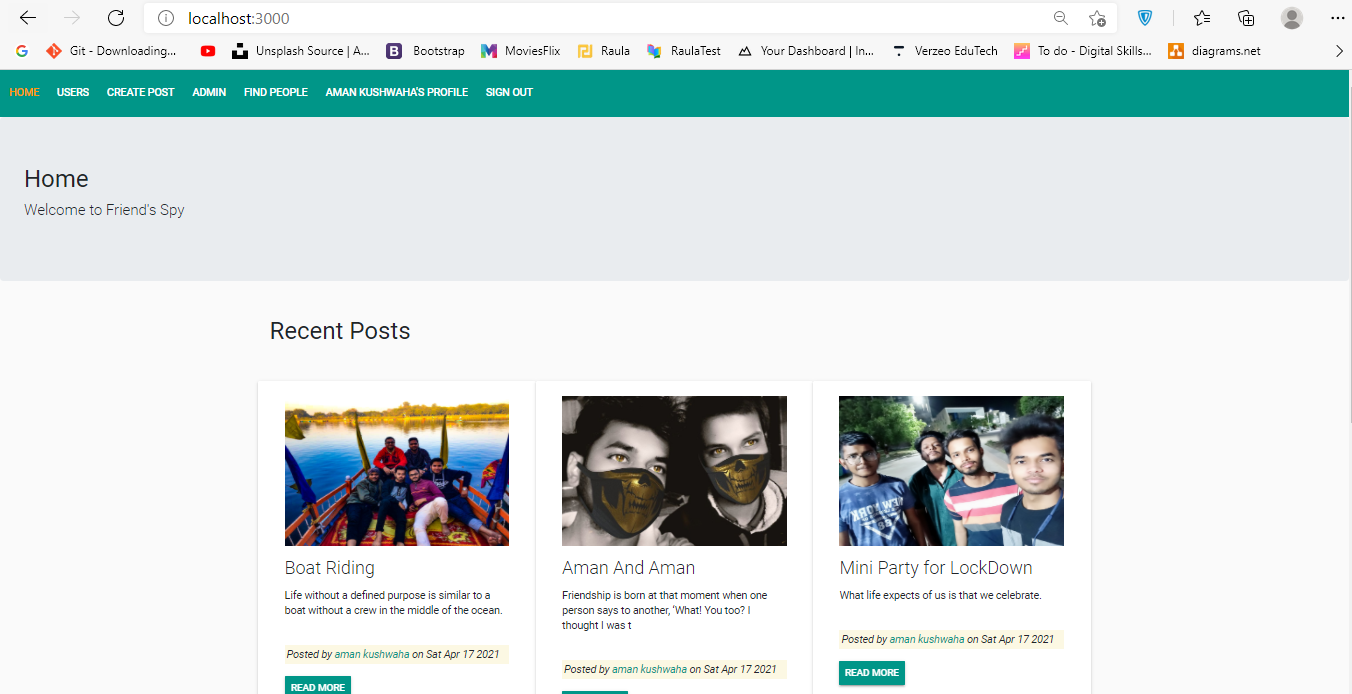 localhost:3000
Git - Downloading... Unsplash Source | A... Bootstrap MoviesFlix Raula RaulaTest Your Dashboard | In... Verzeo EduTech To do - Digital Skills... diagrams.net
HOME USERS CREATE POST ADMIN FIND PEOPLE AMAN KUSHWAHA'S PROFILE SIGN OUT
Home
Welcome to Friend's Spy
Recent Posts
Boat Riding
Life without a defined purpose is similar to a
boat without a crew in the middle of the ocean.
Posted by aman kushwaha on Sat Apr 17 2021
READ MORE
Aman And Aman
Friendship is born at that moment when one
person says to another, ‘What! You too? I
thought I was t
Posted by aman kushwaha on Sat Apr 17 2021
NEW YORK
Mini Party for LockDown
What life expects of us is that we celebrate.
Posted by aman kushwaha on Sat Apr 17 2021
READ MORE